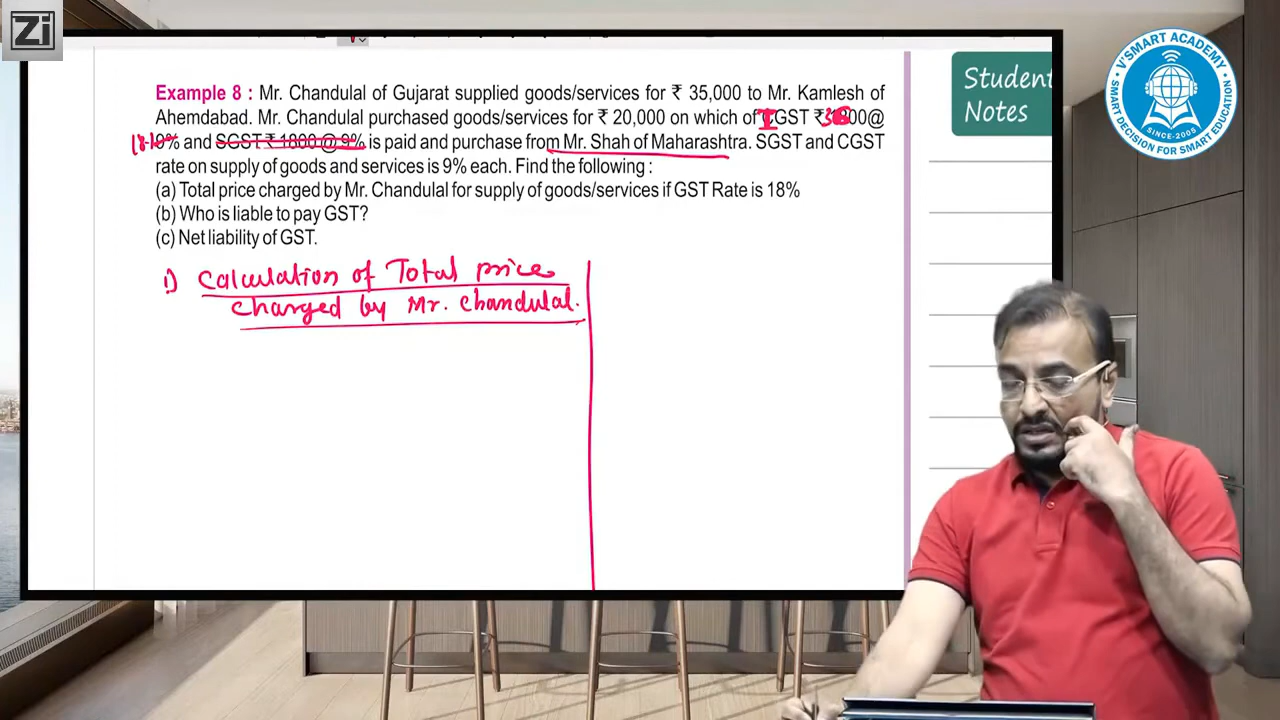 Zi
Example 8 : Mr. Chandulal of Gujarat supplied goods/services for ₹ 35,000 to Mr. Kamlesh of
Ahemdabad. Mr. Chandulal purchased goods/services for ₹ 20,000 on which of IGST ₹ 3600@
18% and SGST ₹ 1800 @ 9% is paid and purchase from Mr. Shah of Maharashtra. SGST and CGST
rate on supply of goods and services is 9% each. Find the following :
(a) Total price charged by Mr. Chandulal for supply of goods/services if GST Rate is 18%
(b) Who is liable to pay GST?
(c) Net liability of GST.
1) Calculation of Total price
charged by Mr. Chandulal.
Student
Notes
V'SMART ACADEMY
SINCE-2005
(SMART DECISION FOR SMART EDUCATION)